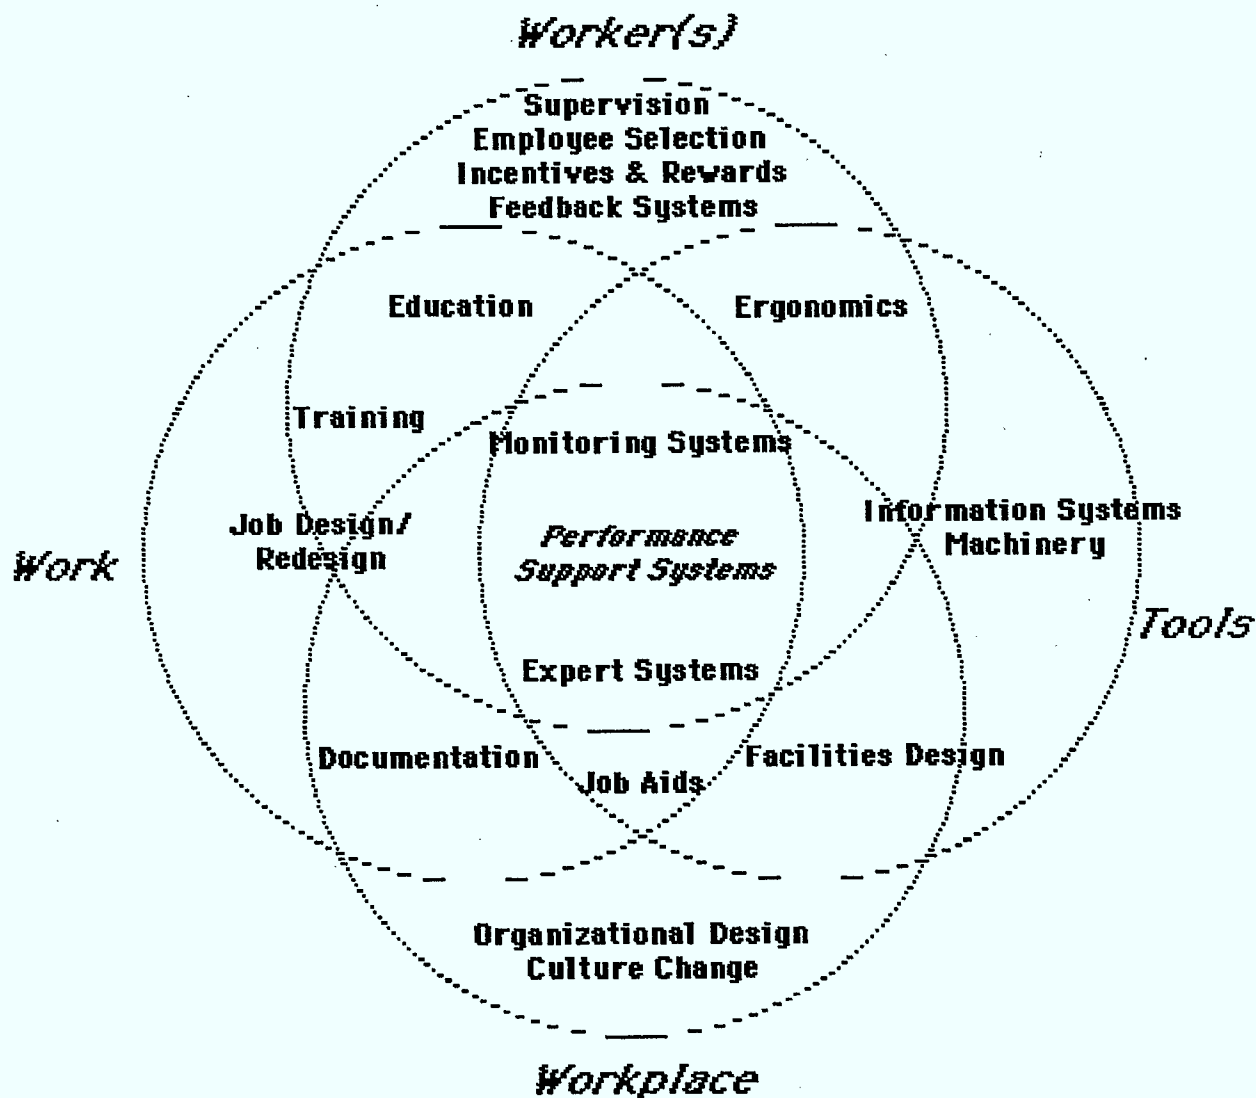 Worker(s)
Supervision
Employee Selection
Incentives & Rewards
Feedback Systems
Education
Ergonomics
Training
Monitoring Systems
Job Design/
Redesign
Performance
Support Systems
Information Systems
Machinery
Work
Tools
Expert Systems
Documentation
Job Aids
Facilities Design
Organizational Design
Culture Change
Workplace